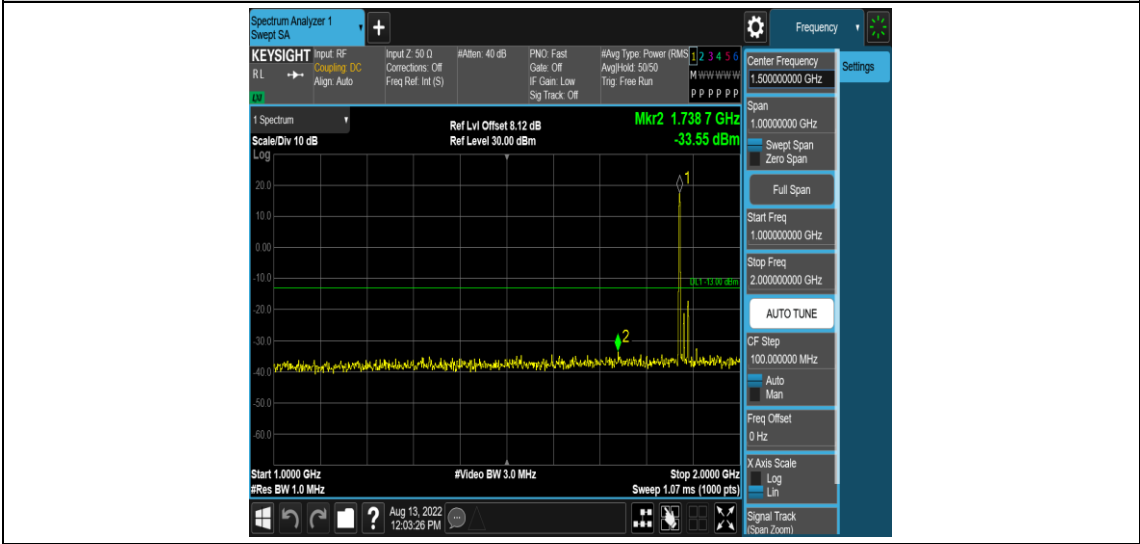 Spectrum Analyzer 1
Swept SA
+
Frequency
KEYSIGHT
RL
Input: RF
Coupling: DC
Align: Auto
Input Z: 50 Ω
Corrections: Off
Freq Ref: Int (S)
#Atten: 40 dB
PNO: Fast
Gate: Off
IF Gain: Low
Sig Track: Off
#Avg Type: Power (RMS
Avg|Hold: 50/50
Trig: Free Run
1 2 3 4 5 6
M W W W W W
P P P P P P
1 Spectrum
Scale/Div 10 dB
Log
Ref Lvl Offset 8.12 dB
Ref Level 30.00 dBm
Mkr2 1.738 7 GHz
-33.55 dBm
1
20.0
10.0
0.00
-10.0
DL1 -13.00 dBm
-20.0
-30.0
2
-40.0
-50.0
-60.0
Start 1.0000 GHz
#Res BW 1.0 MHz
#Video BW 3.0 MHz
Stop 2.0000 GHz
Sweep 1.07 ms (1000 pts)
?
Aug 13, 2022
12:03:26 PM
Center Frequency
1.500000000 GHz
Settings
Span
1.00000000 GHz
Swept Span
Zero Span
Full Span
Start Freq
1.000000000 GHz
Stop Freq
2.000000000 GHz
AUTO TUNE
CF Step
100.000000 MHz
Auto
Man
Freq Offset
0 Hz
X Axis Scale
Log
Lin
Signal Track
(Span Zoom)